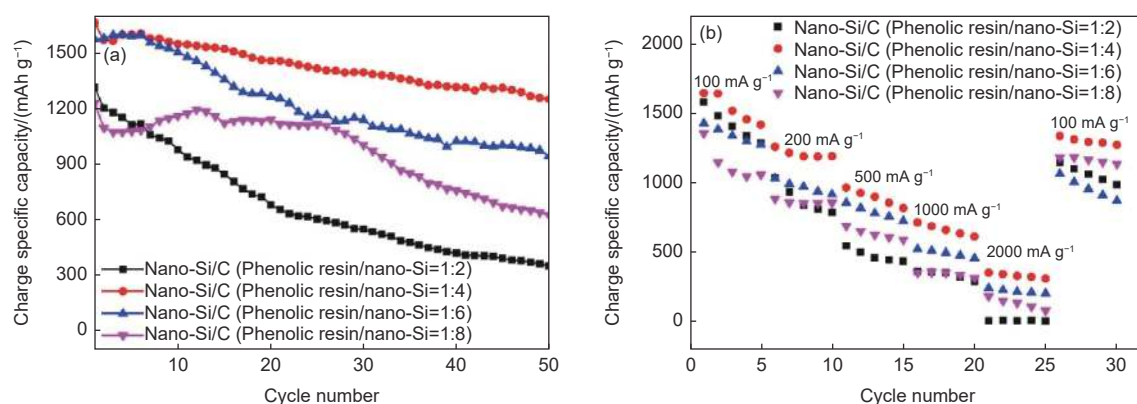 (a)
Charge specific capacity/(mAh g⁻¹)
1500
1200
900
600
300
0
Nano-Si/C (Phenolic resin/nano-Si=1:2)
Nano-Si/C (Phenolic resin/nano-Si=1:4)
Nano-Si/C (Phenolic resin/nano-Si=1:6)
Nano-Si/C (Phenolic resin/nano-Si=1:8)
10 20 30 40 50
Cycle number
(b)
Charge specific capacity/(mAh g⁻¹)
2000
1500
1000
500
0
Nano-Si/C (Phenolic resin/nano-Si=1:2)
Nano-Si/C (Phenolic resin/nano-Si=1:4)
Nano-Si/C (Phenolic resin/nano-Si=1:6)
Nano-Si/C (Phenolic resin/nano-Si=1:8)
100 mA g⁻¹
200 mA g⁻¹
500 mA g⁻¹
1000 mA g⁻¹
2000 mA g⁻¹
100 mA g⁻¹
0 5 10 15 20 25 30
Cycle number